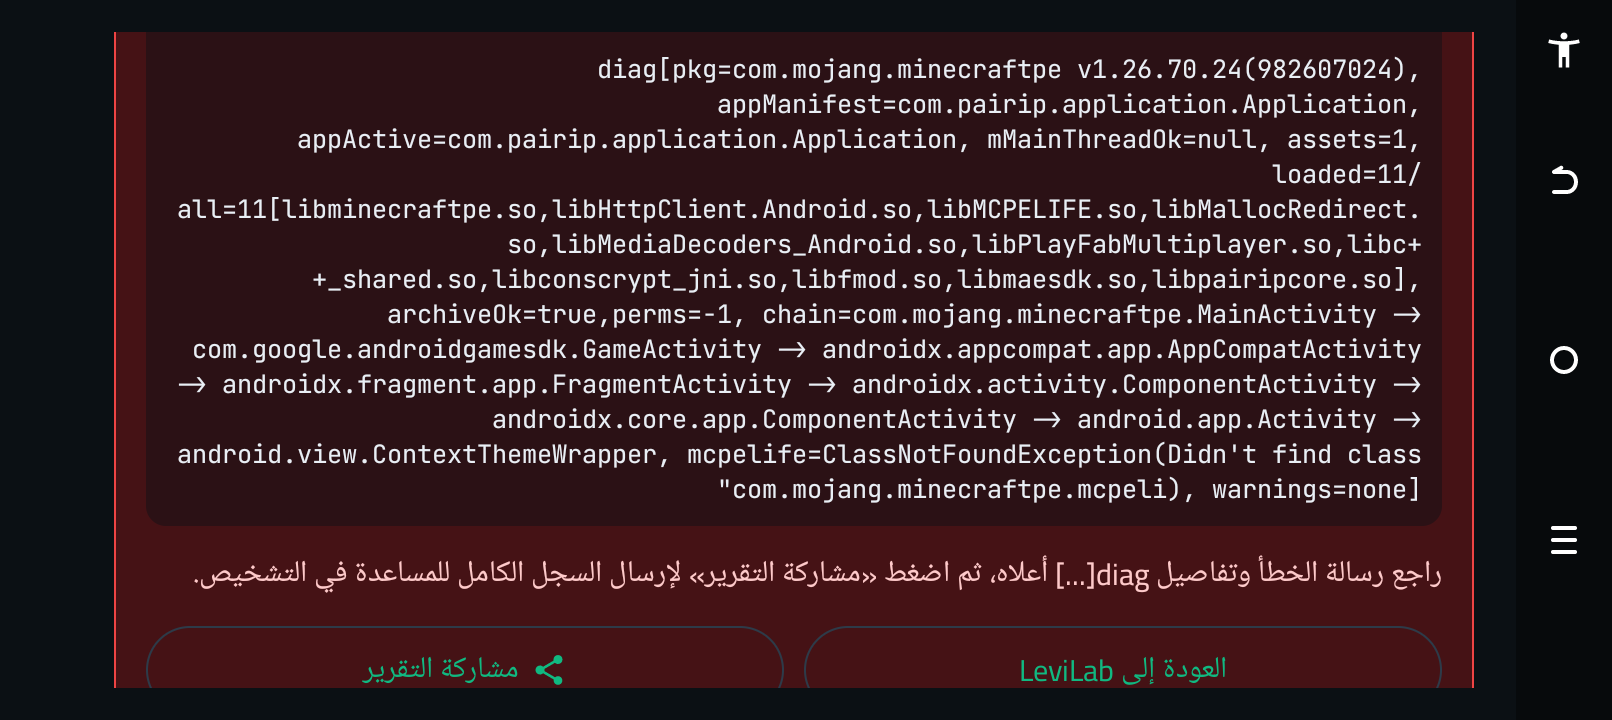 diag[pkg=com.mojang.minecraftpe v1.26.70.24(982607024),
appManifest=com.pairip.application.Application,
appActive=com.pairip.application.Application, mMainThreadOk=null, assets=1,
loaded=11/
all=11[libminecraftpe.so,libHttpClient.Android.so,libMCPELIFE.so,libMallocRedirect.
so,libMediaDecoders_Android.so,libPlayFabMultiplayer.so,libc+
+_shared.so,libconscrypt_jni.so,libfmod.so,libmaesdk.so,libpairipcore.so],
archiveOk=true,perms=-1, chain=com.mojang.minecraftpe.MainActivity →
com.google.androidgamesdk.GameActivity → androidx.appcompat.app.AppCompatActivity
→ androidx.fragment.app.FragmentActivity → androidx.activity.ComponentActivity →
androidx.core.app.ComponentActivity → android.app.Activity →
android.view.ContextThemeWrapper, mcpelife=ClassNotFoundException(Didn't find class
"com.mojang.minecraftpe.mcpeli), warnings=none]
راجع رسالة الخطأ وتفاصيل diag[...] أعلاه، ثم اضغط «مشاركة التقرير» لإرسال السجل الكامل للمساعدة في التشخيص.
العودة إلى LeviLab
مشاركة التقرير